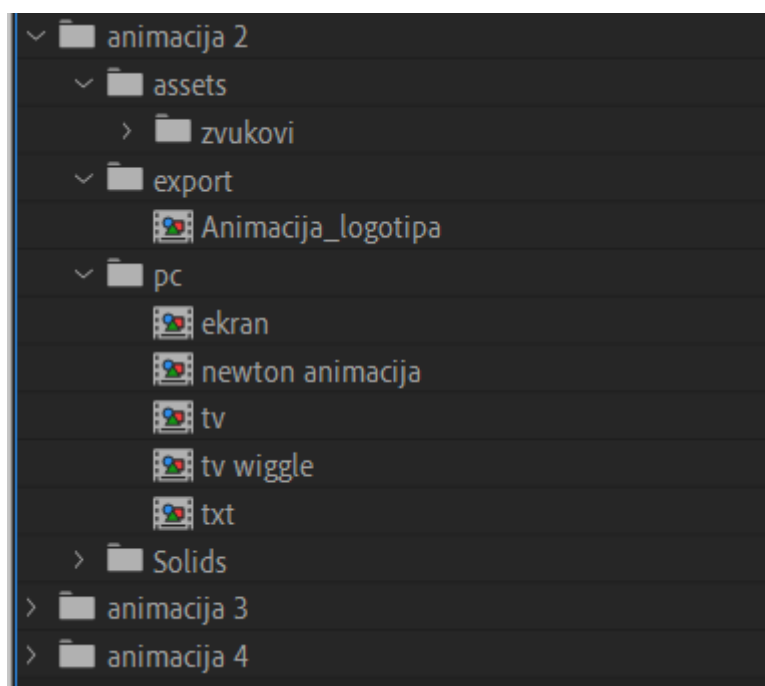 animacija 2
assets
zvukovi
export
Animacija_logotipa
pc
ekran
newton animacija
tv
tv wiggle
txt
Solids
animacija 3
animacija 4